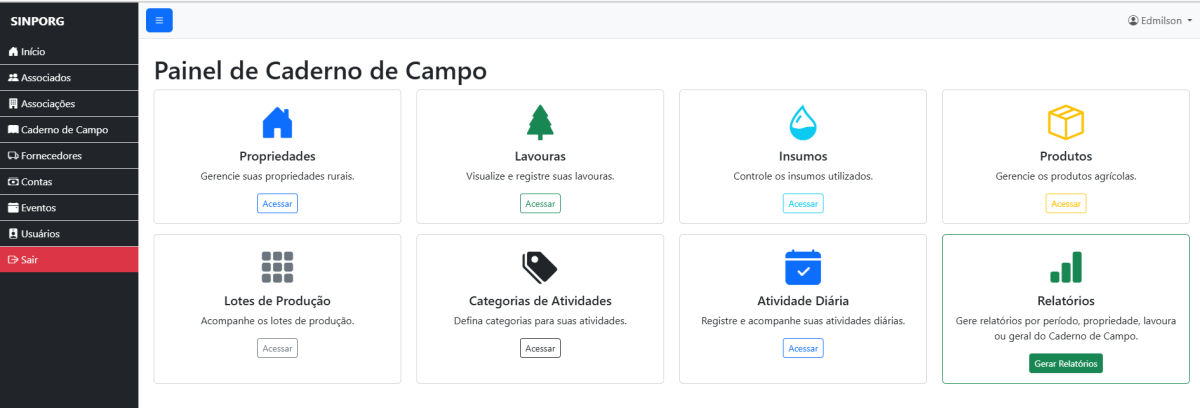 SINPORG
Edmilson
Início
Associados
Associações
Caderno de Campo
Fornecedores
Contas
Eventos
Usuários
Sair
Painel de Caderno de Campo
Propriedades
Gerencie suas propriedades rurais.
Acessar
Lavouras
Visualize e registre suas lavouras.
Acessar
Insumos
Controle os insumos utilizados.
Acessar
Produtos
Gerencie os produtos agrícolas.
Acessar
Lotes de Produção
Acompanhe os lotes de produção.
Acessar
Categorias de Atividades
Defina categorias para suas atividades.
Acessar
Atividade Diária
Registre e acompanhe suas atividades diárias.
Acessar
Relatórios
Gere relatórios por período, propriedade, lavoura
ou geral do Caderno de Campo.
Gerar Relatórios